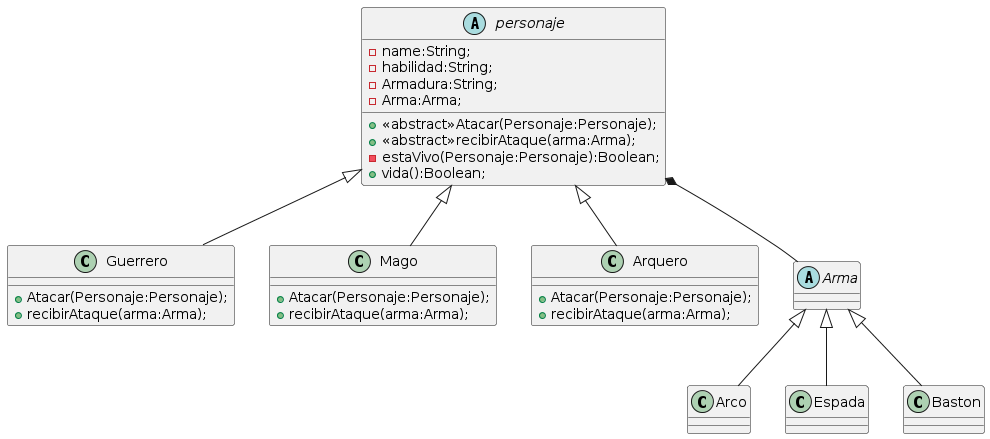 A personaje
name:String;
habilidad:String;
Armadura:String;
Arma:Arma;
«abstract»Atacar(Personaje:Personaje);
«abstract»recibirAtaque(arma:Arma);
estaVivo(Personaje:Personaje):Boolean;
vida():Boolean;
C Guerrero
Atacar(Personaje:Personaje);
recibirAtaque(arma:Arma);
C Mago
Atacar(Personaje:Personaje);
recibirAtaque(arma:Arma);
C Arquero
Atacar(Personaje:Personaje);
recibirAtaque(arma:Arma);
A Arma
C Arco
C Espada
C Baston